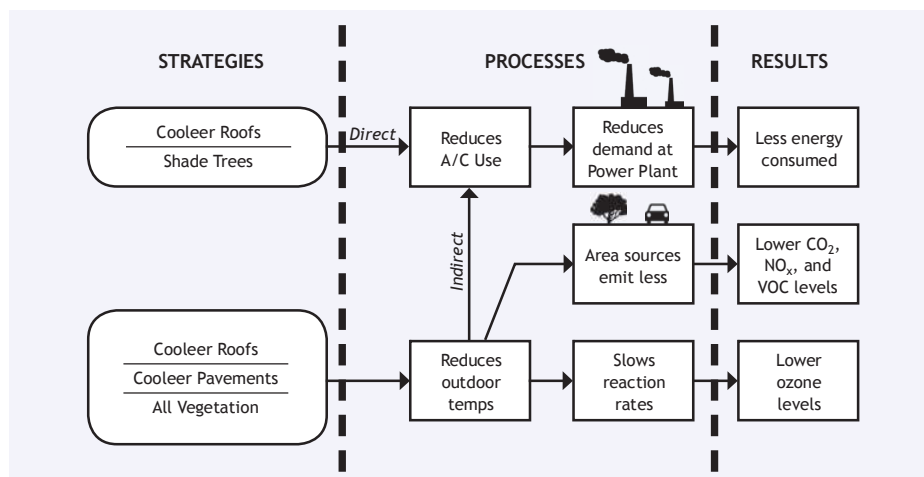 STRATEGIES
PROCESSES
RESULTS
Cooleer Roofs
Shade Trees
Direct
Reduces
A/C Use
Reduces
demand at
Power Plant
Less energy
consumed
Indirect
Area sources
emit less
Lower CO₂,
NOₓ, and
VOC levels
Cooleer Roofs
Cooleer Pavements
All Vegetation
Reduces
outdoor
temps
Slows
reaction
rates
Lower
ozone
levels